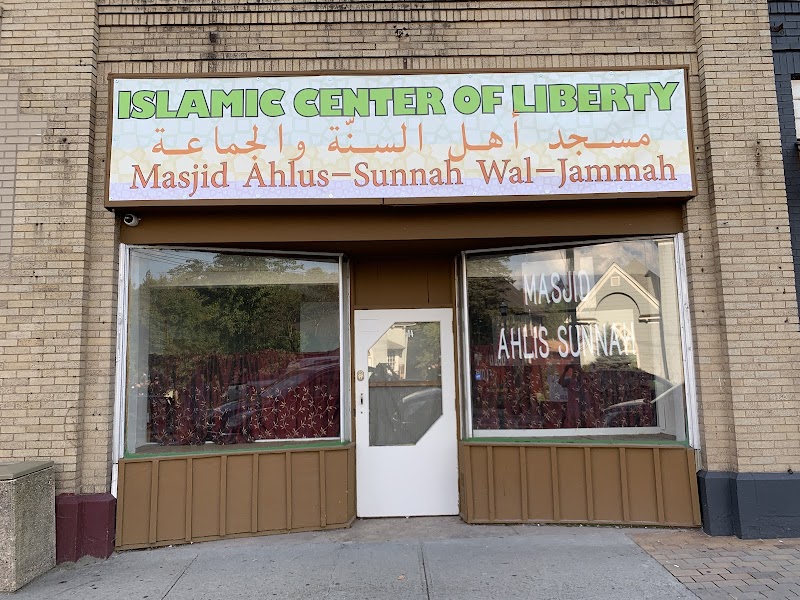 ISLAMIC CENTER OF LIBERTY
مسجد أهل السنّة والجماعة
Masjid Ahlus-Sunnah Wal-Jammah
MASJID
AHLIS SUNNAH